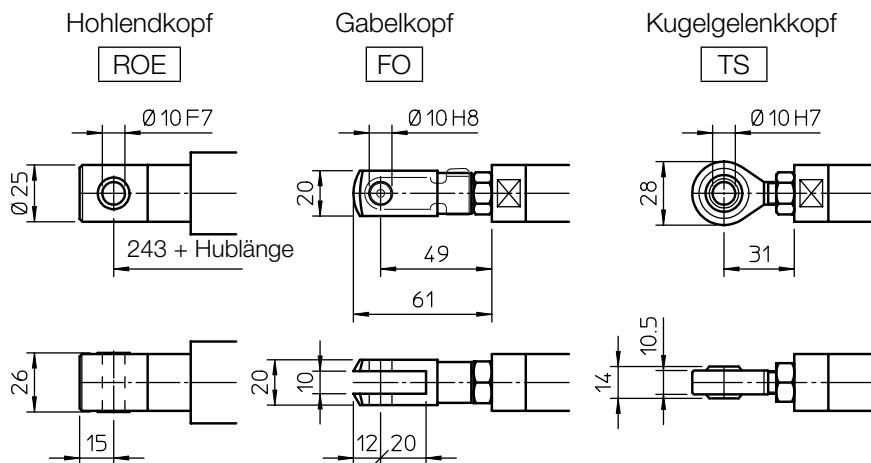 Hohlendkopf
ROE
Gabelkopf
FO
Kugelgelenkkopf
TS
Ø 10 F7
Ø 25
243 + Hublänge
26
15
Ø 10 H8
20
49
61
20
10
12
20
Ø 10 H7
28
31
14
10.5